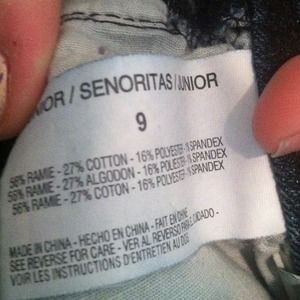 NIOR / SENORITAS / JUNIOR
9
56% RAMIE - 27% COTTON - 16% POLYESTER - 1% SPANDEX
56% RAMIE - 27% ALGODON - 16% POLYESTER - 1% SPANDEX
56% RAMIE - 27% COTON - 16% POLYESTER - 1% SPANDEX
MADE IN CHINA - HECHO EN CHINA - FAIT EN CHINE
SEE REVERSE FOR CARE - VER AL REVERSO PARA CUIDADO -
VOIR LES INSTRUCTIONS D'ENTRETIEN AU DOS